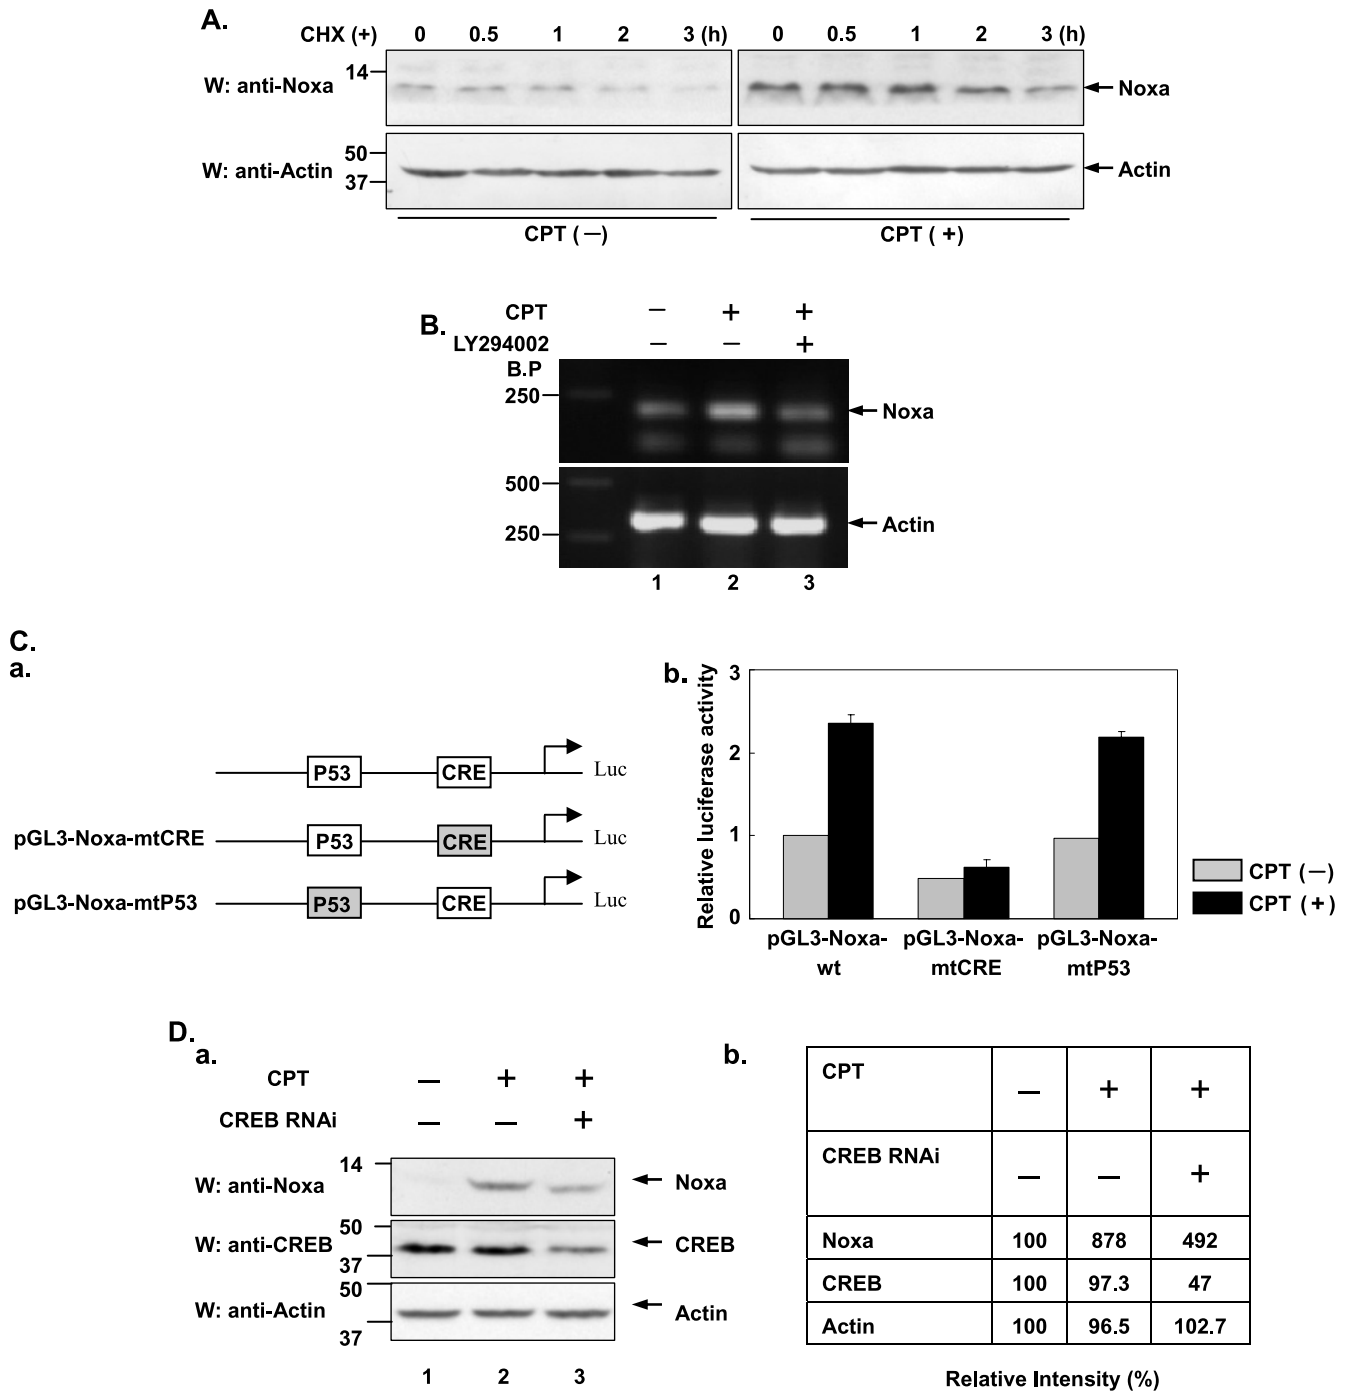 A.
CHX (+) 0 0.5 1 2 3 (h) 0 0.5 1 2 3 (h)
14
W: anti-Noxa Noxa
50
W: anti-Actin Actin
37
CPT (—) CPT (+)
CPT — + +
B.
LY294002 — — +
B.P
250
Noxa
500
Actin
250
1 2 3
C.
a.
P53 CRE Luc
pGL3-Noxa-mtCRE P53 CRE Luc
pGL3-Noxa-mtP53 P53 CRE Luc
b.
Relative luciferase activity
3
2
1
0
pGL3-Noxa-wt
pGL3-Noxa-mtCRE
pGL3-Noxa-mtP53
CPT (—)
CPT (+)
D.
a.
CPT — + +
CREB RNAi — — +
14
W: anti-Noxa Noxa
50
W: anti-CREB CREB
37
50
W: anti-Actin Actin
37
1 2 3
b.
CPT — + +
CREB RNAi — — +
Noxa 100 878 492
CREB 100 97.3 47
Actin 100 96.5 102.7
Relative Intensity (%)